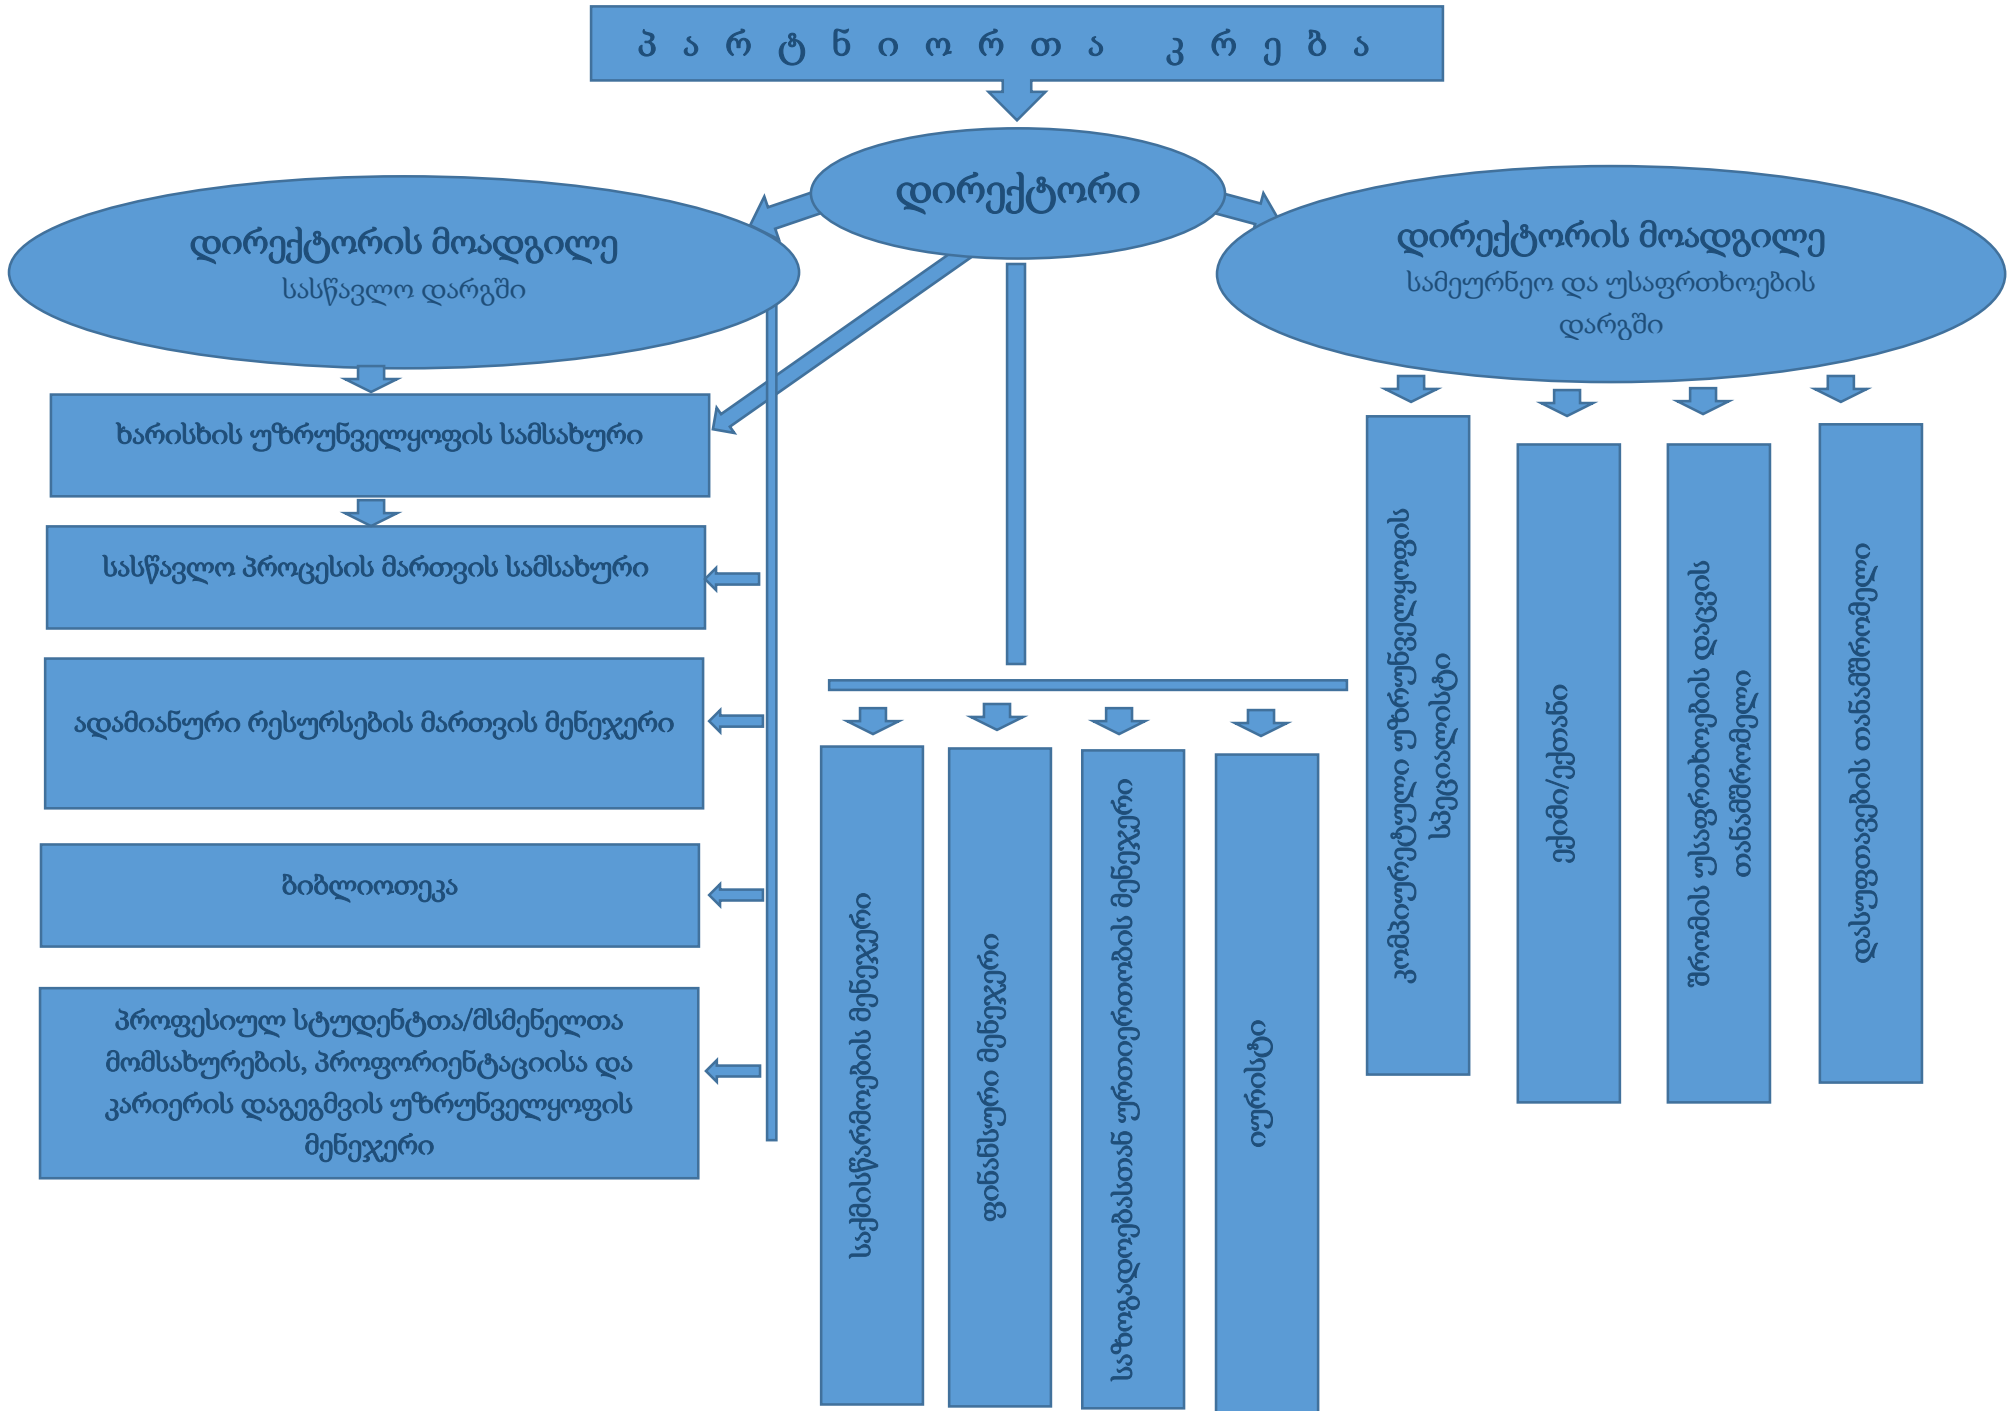 პ ა რ ტ ნ ი ო რ თ ა   კ რ ე ბ ა
დირექტორი
დირექტორის მოადგილე
სასწავლო დარგში
დირექტორის მოადგილე
სამეურნეო და უსაფრთხოების
დარგში
ხარისხის უზრუნველყოფის სამსახური
სასწავლო პროცესის მართვის სამსახური
ადამიანური რესურსების მართვის მენეჯერი
ბიბლიოთეკა
პროფესიულ სტუდენტთა/მსმენელთა
მომსახურების, პროფორიენტაციისა და
კარიერის დაგეგმვის უზრუნველყოფის
მენეჯერი
საქმისწარმოების მენეჯერი
ფინანსური მენეჯერი
საზოგადოებასთან ურთიერთობის მენეჯერი
იურისტი
კომპიურეტული უზრუნველყოფის
სპეციალისტი
ექიმი/ექთანი
შრომის უსაფრთხოების დაცვის
თანამშრომელი
დასუფთავების თანამშრომელი